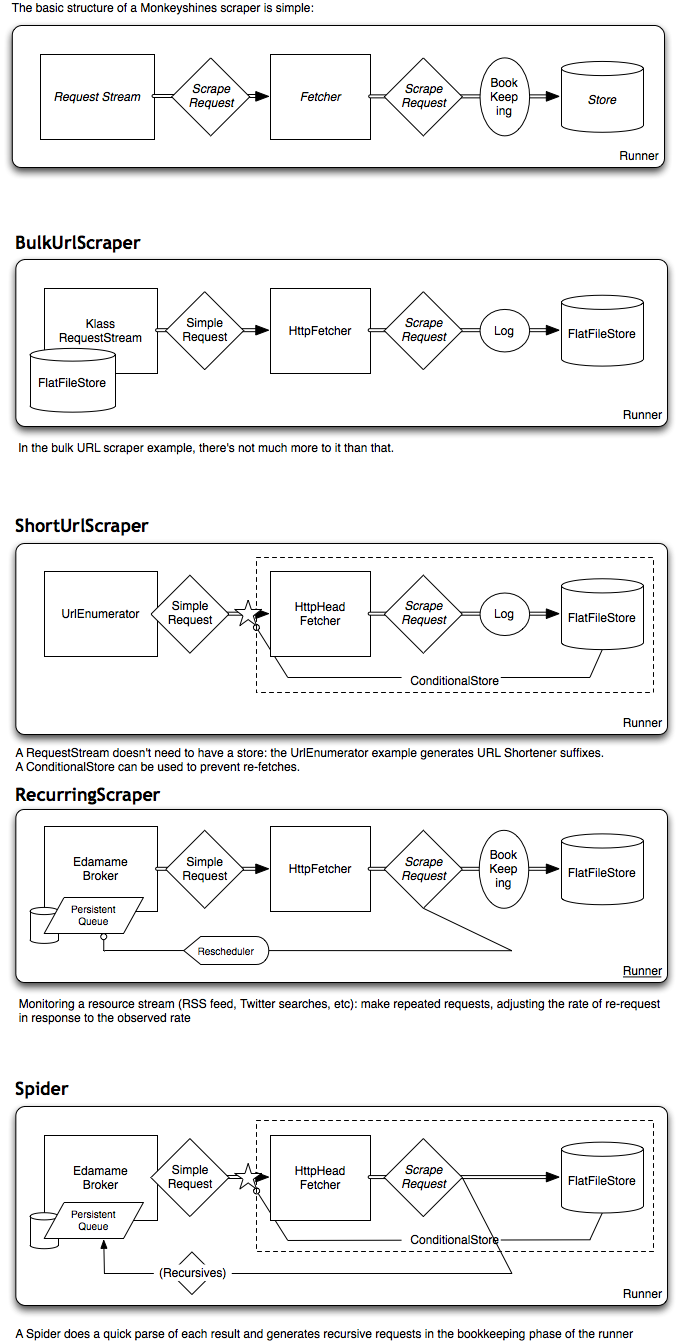 The basic structure of a Monkeyshines scraper is simple:
Request Stream
Scrape
Request
Fetcher
Scrape
Request
Book
Keep
ing
Store
Runner
BulkUrlScraper
Klass
RequestStream
FlatFileStore
Simple
Request
HttpFetcher
Scrape
Request
Log
FlatFileStore
Runner
In the bulk URL scraper example, there's not much more to it than that.
ShortUrlScraper
UrlEnumerator
Simple
Request
HttpHead
Fetcher
Scrape
Request
Log
FlatFileStore
ConditionalStore
Runner
A RequestStream doesn't need to have a store: the UrlEnumerator example generates URL Shortener suffixes.
A ConditionalStore can be used to prevent re-fetches.
RecurringScraper
Edamame
Broker
Persistent
Queue
Simple
Request
HttpFetcher
Scrape
Request
Book
Keep
ing
FlatFileStore
Rescheduler
Runner
Monitoring a resource stream (RSS feed, Twitter searches, etc): make repeated requests, adjusting the rate of re-request
in response to the observed rate
Spider
Edamame
Broker
Persistent
Queue
Simple
Request
HttpHead
Fetcher
Scrape
Request
FlatFileStore
ConditionalStore
(Recursives)
Runner
A Spider does a quick parse of each result and generates recursive requests in the bookkeeping phase of the runner